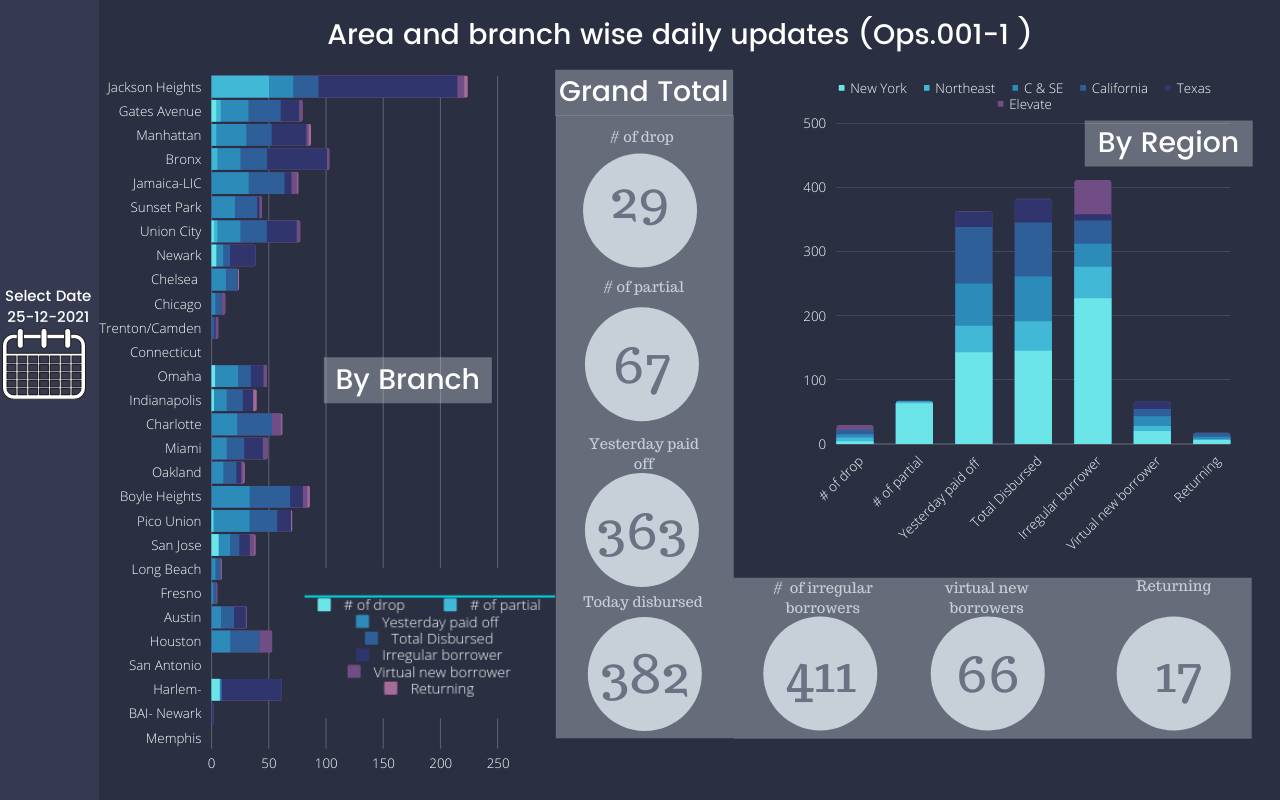 Area and branch wise daily updates (Ops.001-1 )
Select Date
25-12-2021
Jackson Heights
Gates Avenue
Manhattan
Bronx
Jamaica-LIC
Sunset Park
Union City
Newark
Chelsea
Chicago
Trenton/Camden
Connecticut
Omaha
Indianapolis
Charlotte
Miami
Oakland
Boyle Heights
Pico Union
San Jose
Long Beach
Fresno
Austin
Houston
San Antonio
Harlem-
BAI- Newark
Memphis
0 50 100 150 200 250
By Branch
# of drop # of partial
Yesterday paid off
Total Disbursed
Irregular borrower
Virtual new borrower
Returning
Grand Total
# of drop
29
# of partial
67
Yesterday paid
off
363
Today disbursed
382
# of irregular
borrowers
411
virtual new
borrowers
66
Returning
17
New York Northeast C & SE California Texas
Elevate
By Region
500
400
300
200
100
0
# of drop
# of partial
Yesterday paid off
Total Disbursed
Irregular borrower
Virtual new borrower
Returning